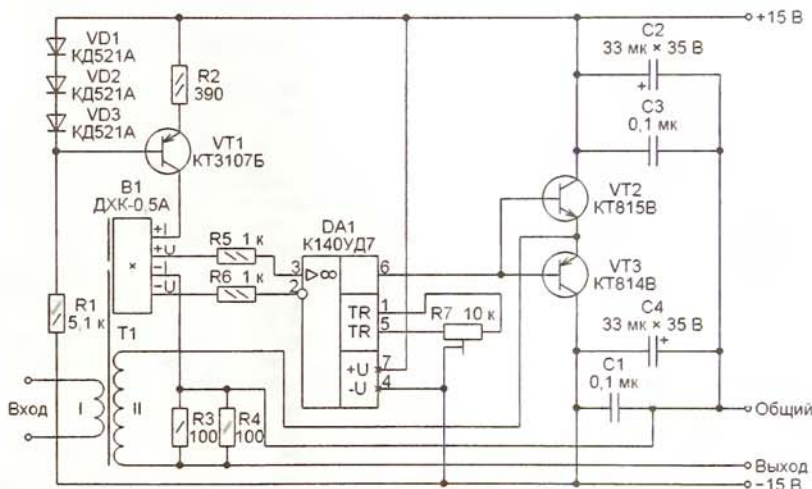 +15 В
VD1
КД521А
VD2
КД521А
VD3
КД521А
R2
390
C2
33 мк × 35 В
+
C3
0,1 мк
VT1
КТ3107Б
B1
ДХК-0,5А
×
+I
+U
−I
−U
R5 1 к
R6 1 к
DA1
К140УД7
3
2
▷∞
6
TR
1
TR
5
+U
7
-U
4
R7 10 к
VT2
КТ815В
VT3
КТ814В
C4
33 мк × 35 В
+
C1
0,1 мк
R1
5,1 к
T1
Вход
I
II
R3
100
R4
100
Общий
Выход
−15 В